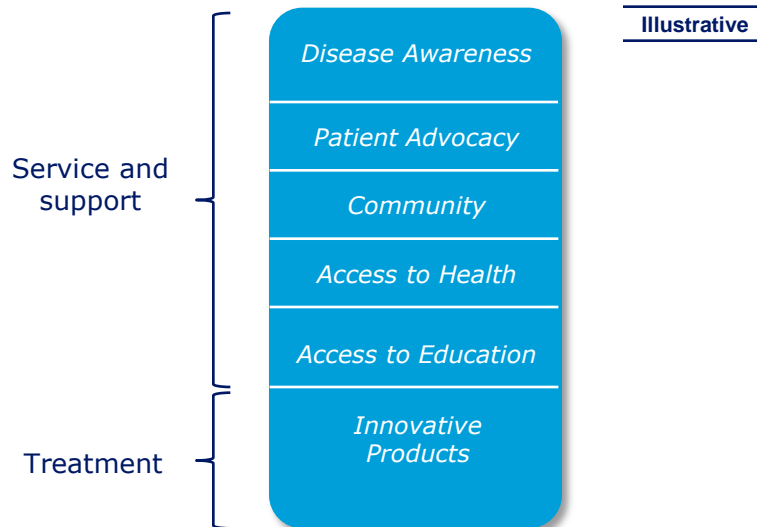 Illustrative
Disease Awareness
Patient Advocacy
Service and
support
Community
Access to Health
Access to Education
Innovative
Products
Treatment